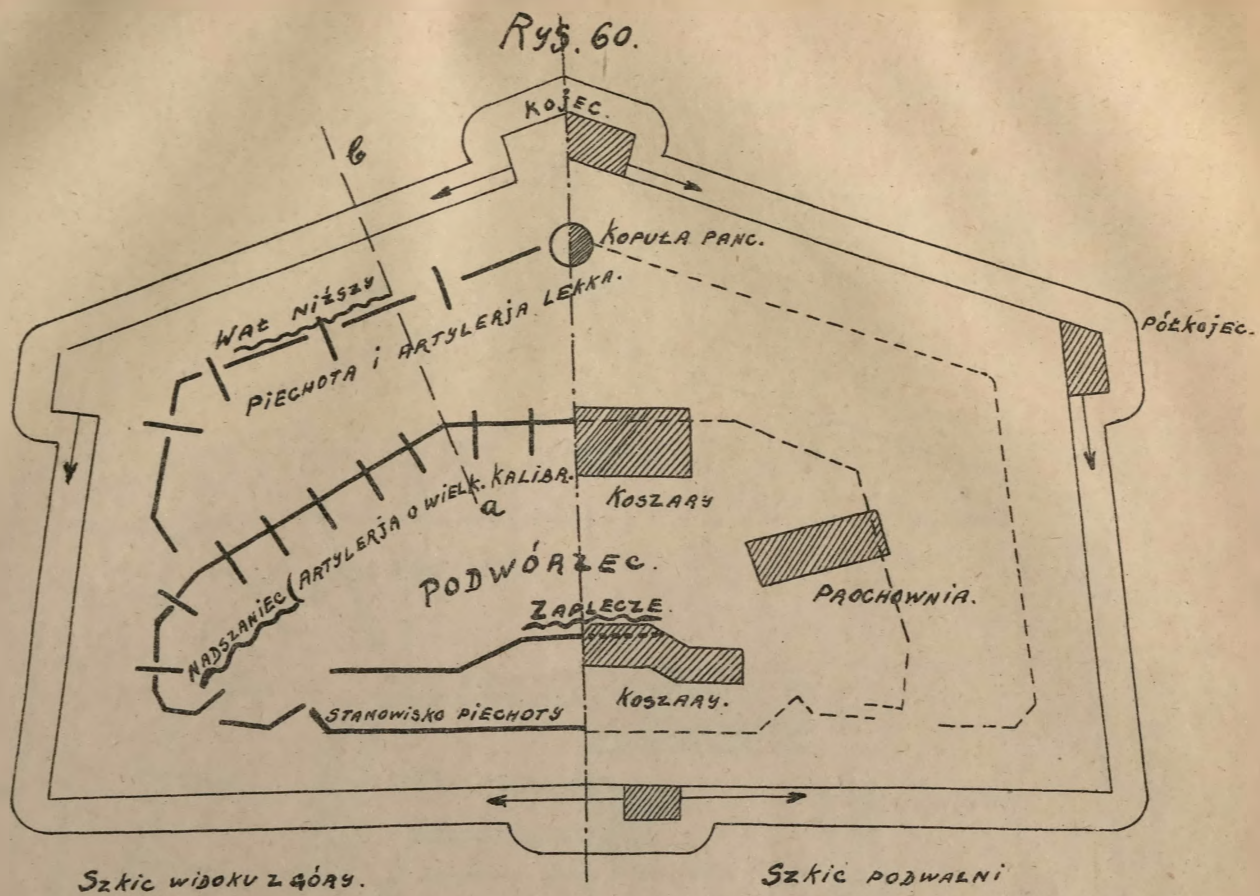 Rys. 60.
KOJEC.
b
KOPUŁA PANC.
WAŁ NIŻSZY
PIECHOTA i ARTYLERJA LEKKA.
PÓŁKOJEC.
NADSZANIEC (ARTYLERJA O WIELK. KALIBR.
a
KOSZARY
PODWÓRZEC.
PROCHOWNIA.
ZAPLECZE.
KOSZARY.
STANOWISKO PIECHOTY
SZKIC WIDOKU Z GÓRY.
SZKIC PODWALNI